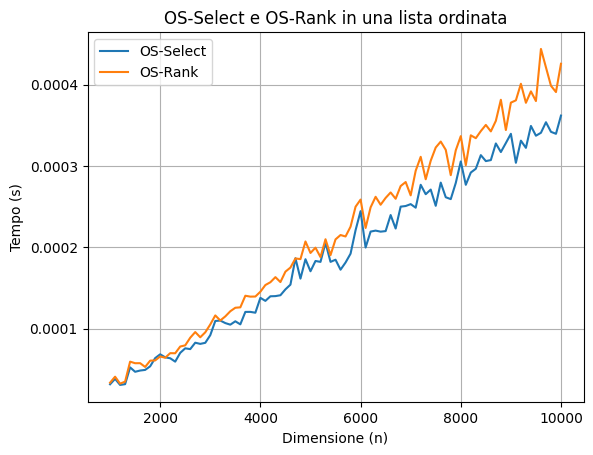 OS-Select e OS-Rank in una lista ordinata
OS-Select
OS-Rank
Tempo (s)
0.0004
0.0003
0.0002
0.0001
2000 4000 6000 8000 10000
Dimensione (n)